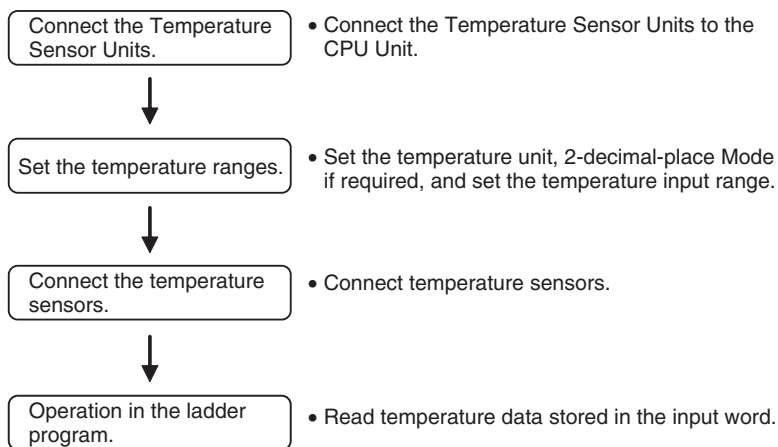 Connect the Temperature
Sensor Units.
• Connect the Temperature Sensor Units to the
CPU Unit.
Set the temperature ranges.
• Set the temperature unit, 2-decimal-place Mode
if required, and set the temperature input range.
Connect the temperature
sensors.
• Connect temperature sensors.
Operation in the ladder
program.
• Read temperature data stored in the input word.